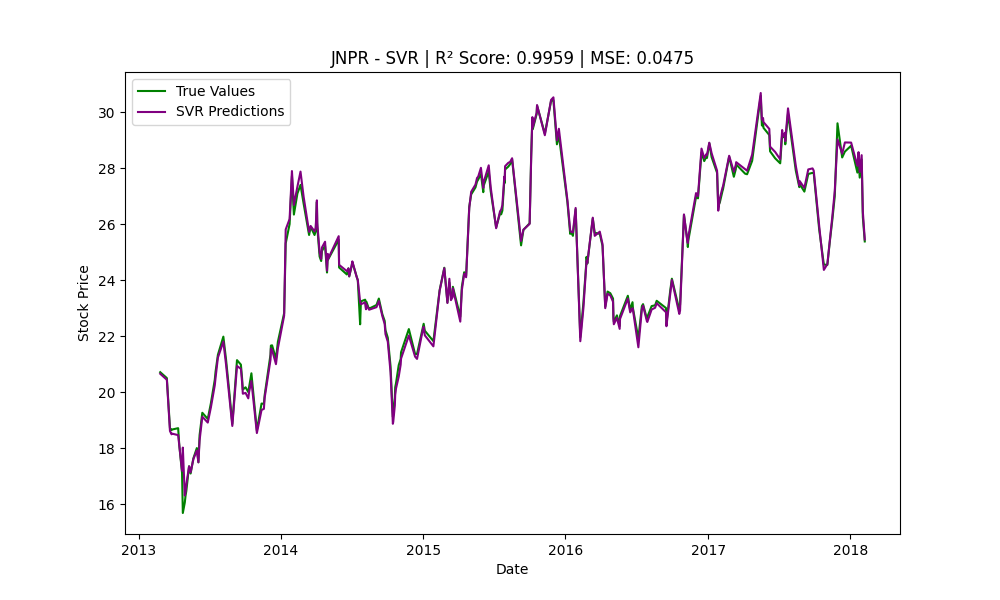 JNPR - SVR | R² Score: 0.9959 | MSE: 0.0475
True Values
SVR Predictions
Stock Price
30
28
26
24
22
20
18
16
2013 2014 2015 2016 2017 2018
Date